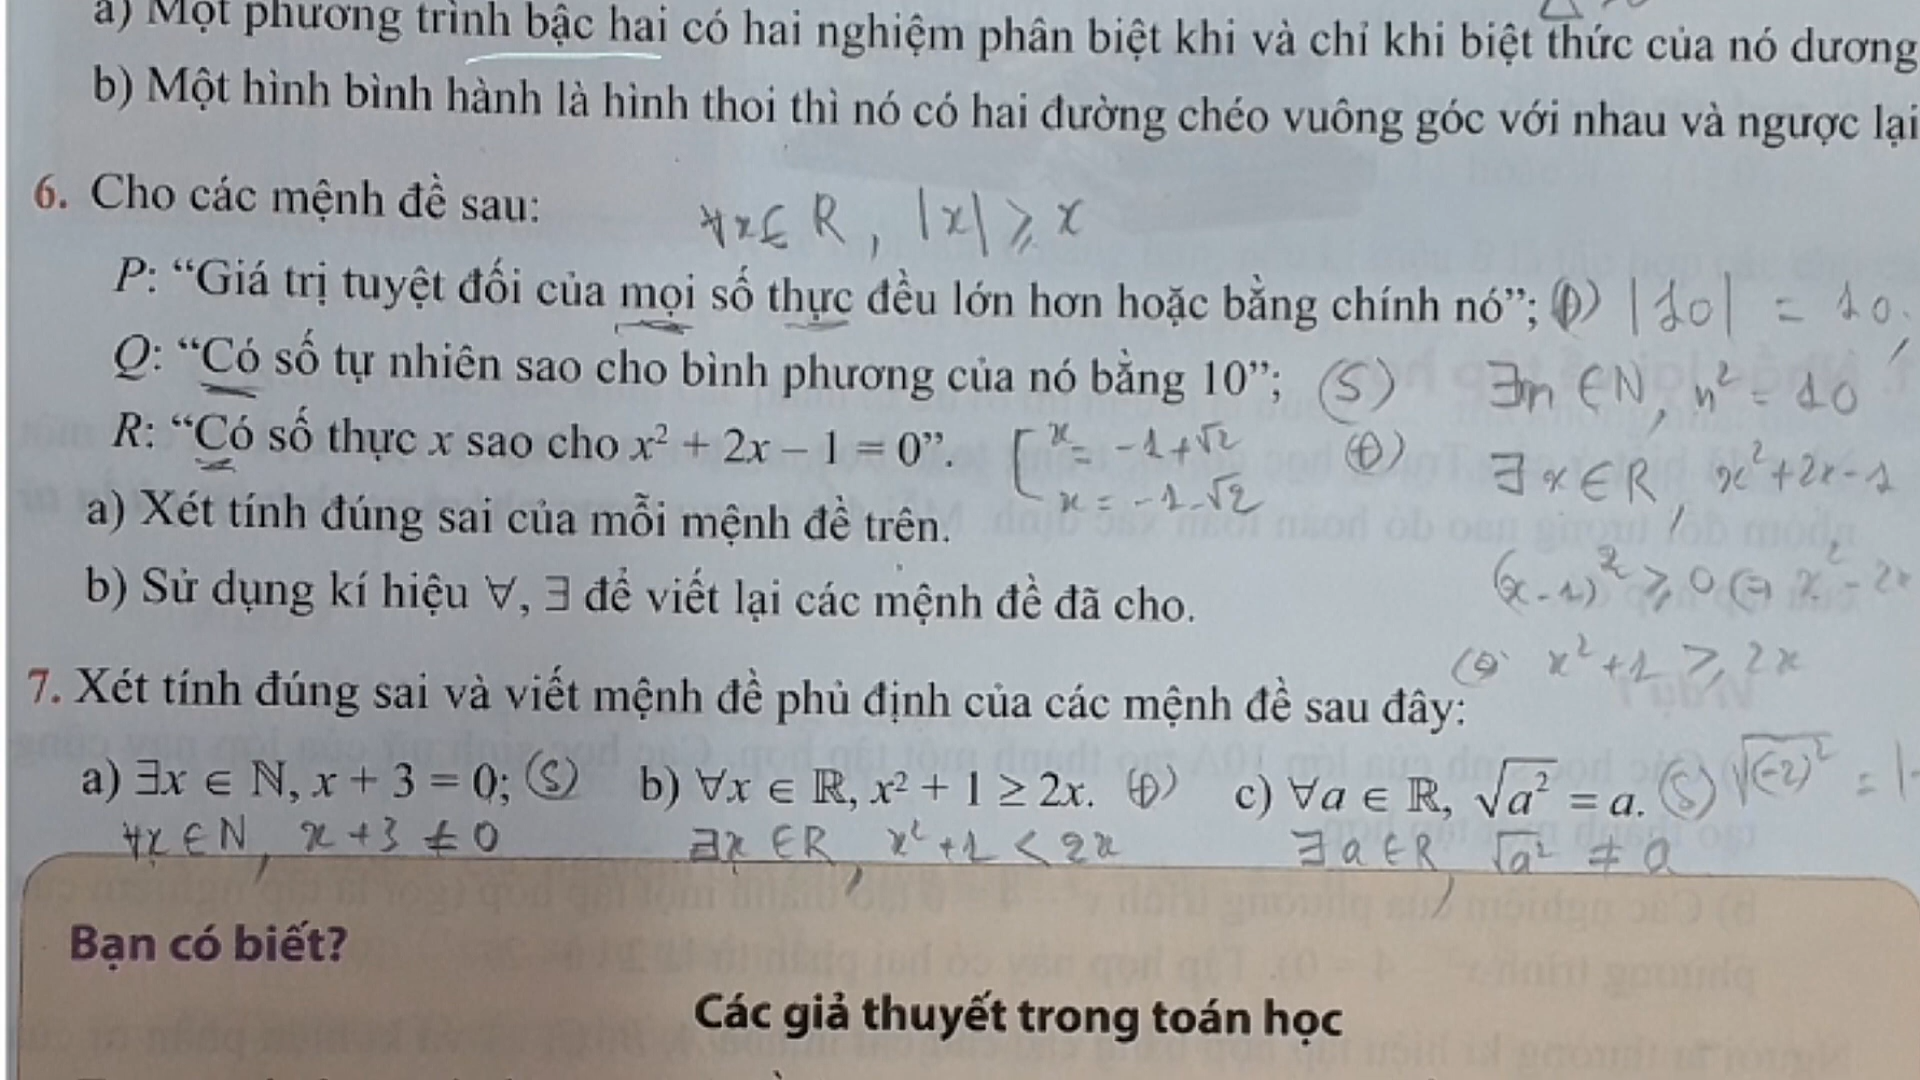 a) Một phương trình bậc hai có hai nghiệm phân biệt khi và chỉ khi biệt thức của nó dương
b) Một hình bình hành là hình thoi thì nó có hai đường chéo vuông góc với nhau và ngược lại
6. Cho các mệnh đề sau: ∀x∈R, |x| ⩾ x
P: “Giá trị tuyệt đối của mọi số thực đều lớn hơn hoặc bằng chính nó”; (Đ) |10| = 10,
Q: “Có số tự nhiên sao cho bình phương của nó bằng 10”; (S) ∃n ∈ N, n² = 10
R: “Có số thực x sao cho x² + 2x – 1 = 0”. [x = -1+√2 (Đ) ∃x ∈ R, x²+2x-1
x = -1-√2
a) Xét tính đúng sai của mỗi mệnh đề trên.
(x-1)² ⩾ 0 ⇔ x² - 2x
b) Sử dụng kí hiệu ∀, ∃ để viết lại các mệnh đề đã cho.
⇔ x² + 1 ⩾ 2x
7. Xét tính đúng sai và viết mệnh đề phủ định của các mệnh đề sau đây:
a) ∃x ∈ ℕ, x + 3 = 0; (S) b) ∀x ∈ ℝ, x² + 1 ≥ 2x. (Đ) c) ∀a ∈ ℝ, √a² = a. (S) √(-2)² = |-
∀x ∈ N, x + 3 ≠ 0 ∃x ∈ R, x² + 1 < 2x ∃a ∈ R, √a² ≠ a
Bạn có biết?
Các giả thuyết trong toán học